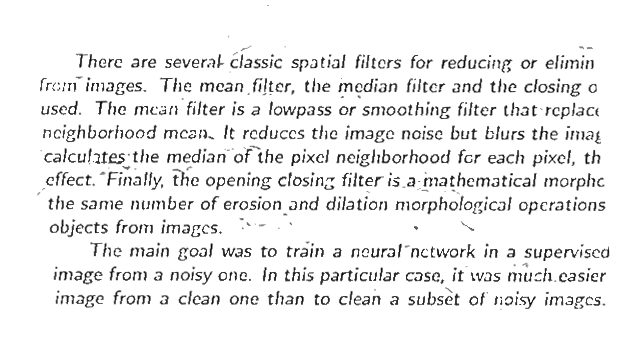 There are several classic spatial filters for reducing or elimin
from images. The mean filter, the median filter and the closing o
used. The mean filter is a lowpass or smoothing filter that replace
neighborhood mean. It reduces the image noise but blurs the imag
calculates the median of the pixel neighborhood for each pixel, th
effect. Finally, the opening closing filter is a mathematical morpho
the same number of erosion and dilation morphological operations
objects from images.
The main goal was to train a neural network in a supervised
image from a noisy one. In this particular case, it was much easier
image from a clean one than to clean a subset of noisy images.